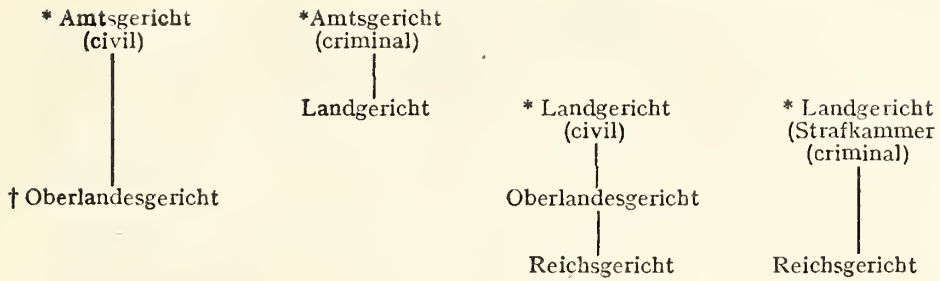 * Amtsgericht
(civil)
† Oberlandesgericht
*Amtsgericht
(criminal)
Landgericht
* Landgericht
(civil)
Oberlandesgericht
Reichsgericht
* Landgericht
(Strafkammer
(criminal)
Reichsgericht